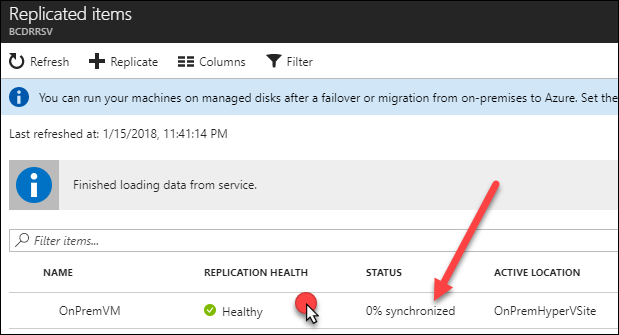 Replicated items
BCDRRSV
Refresh Replicate Columns Filter
You can run your machines on managed disks after a failover or migration from on-premises to Azure. Set the
Last refreshed at: 1/15/2018, 11:41:14 PM
Finished loading data from service.
Filter items...
NAME REPLICATION HEALTH STATUS ACTIVE LOCATION
OnPremVM Healthy 0% synchronized OnPremHyperVSite